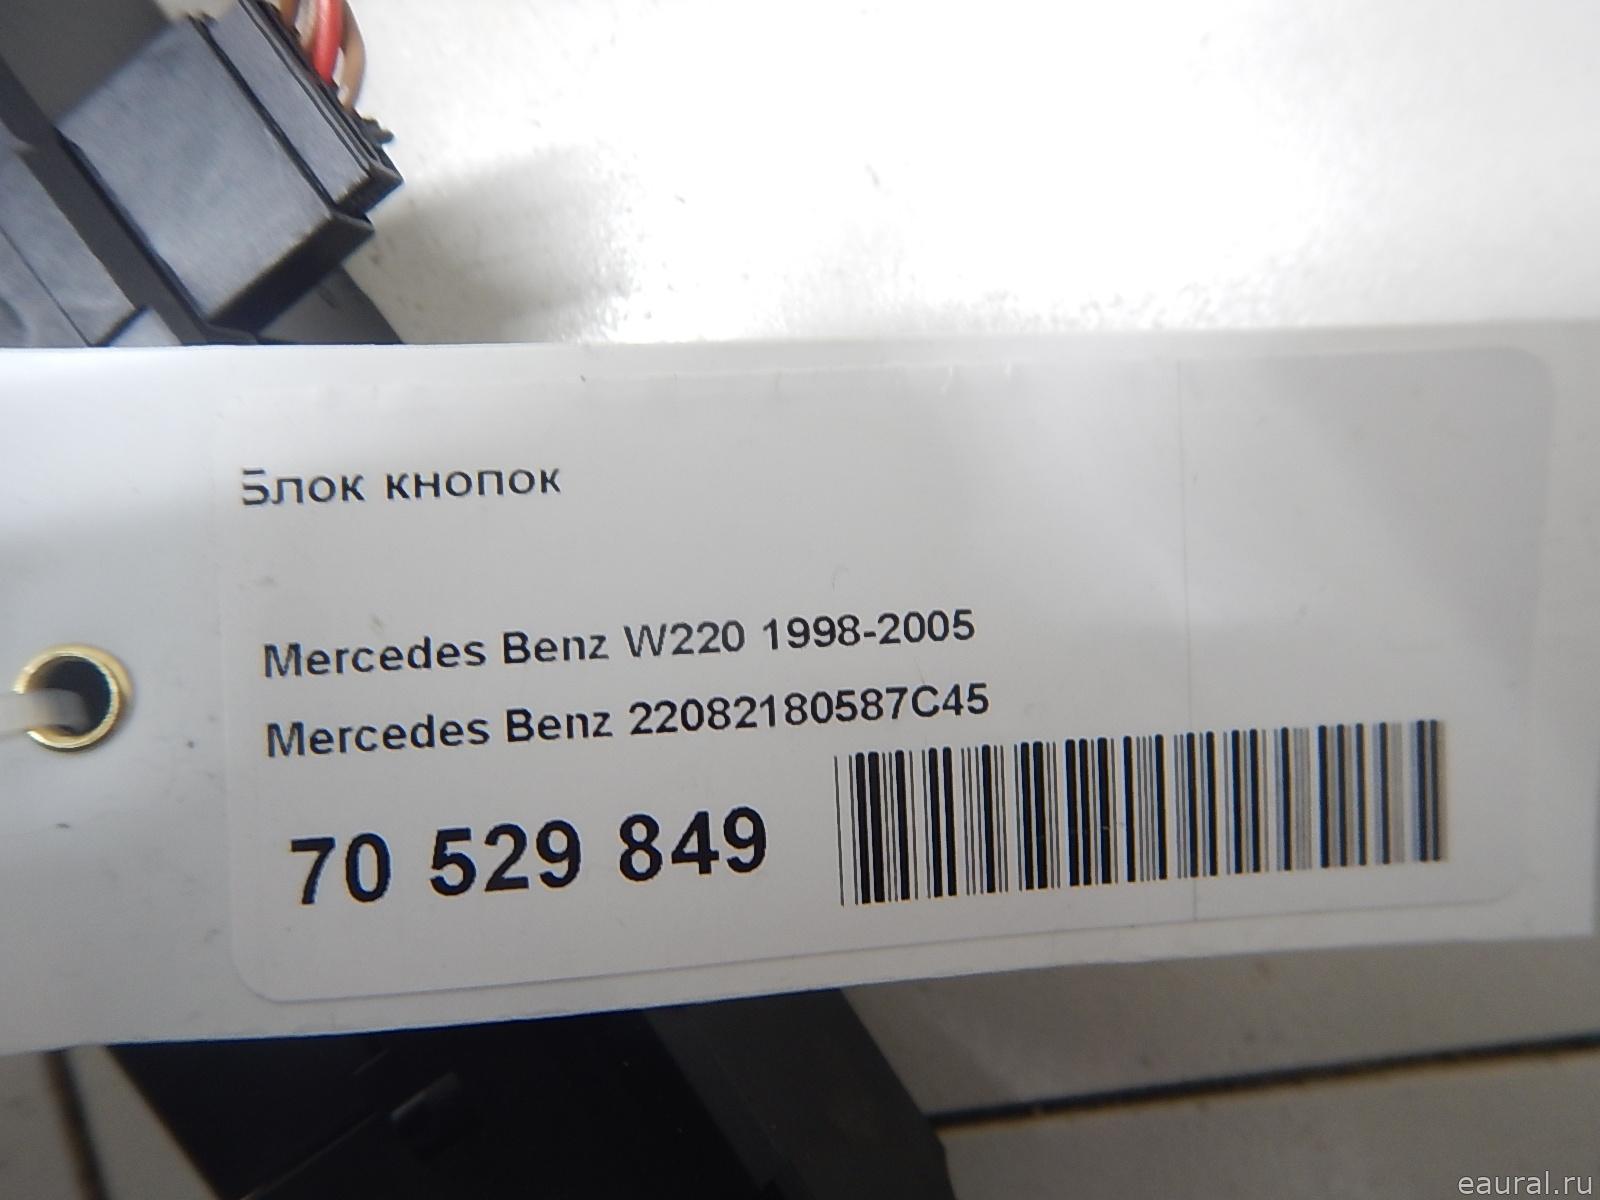 Блок кнопок
Mercedes Benz W220 1998-2005
Mercedes Benz 22082180587C45
70 529 849
eaural.ru